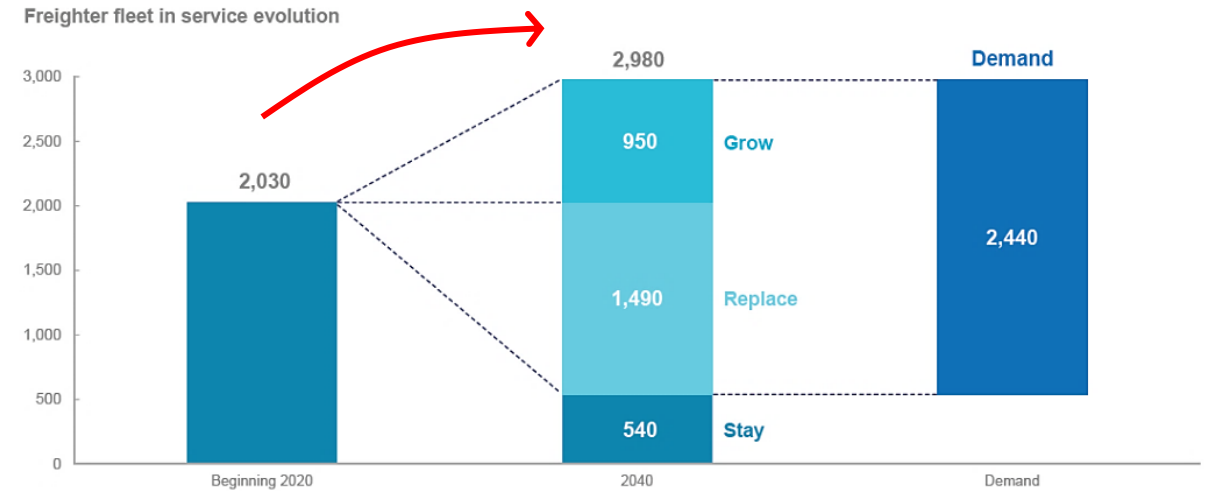 Freighter fleet in service evolution
2,980
Demand
3,000
950
Grow
2,500
2,030
2,000
2,440
1,500
1,490
Replace
1,000
500
540
Stay
0
Beginning 2020
2040
Demand